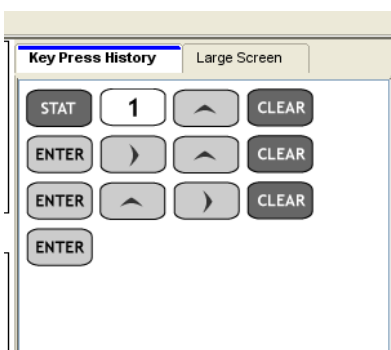 Key Press History Large Screen
STAT 1 CLEAR
ENTER CLEAR
ENTER CLEAR
ENTER